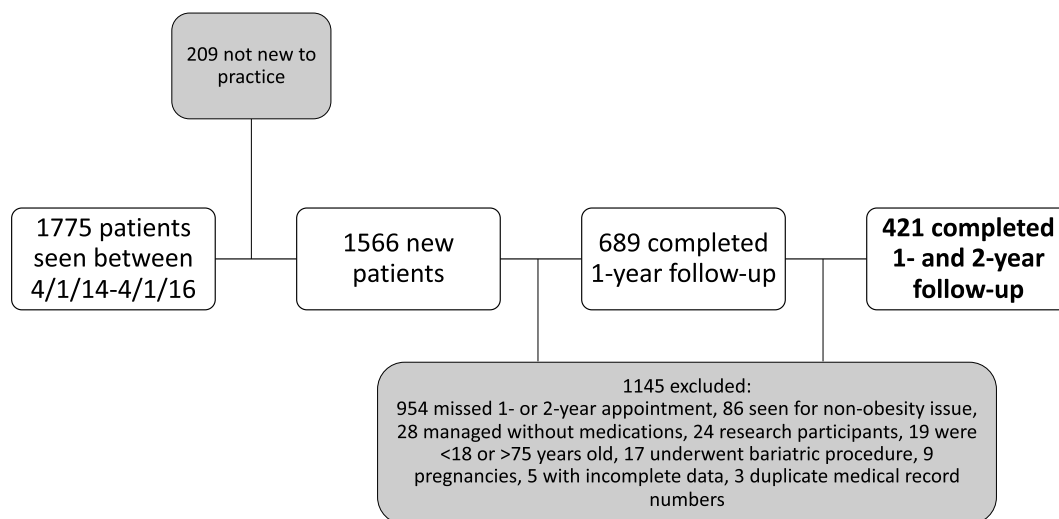 209 not new to
practice
1775 patients
seen between
4/1/14-4/1/16
1566 new
patients
689 completed
1-year follow-up
421 completed
1- and 2-year
follow-up
1145 excluded:
954 missed 1- or 2-year appointment, 86 seen for non-obesity issue,
28 managed without medications, 24 research participants, 19 were
<18 or >75 years old, 17 underwent bariatric procedure, 9
pregnancies, 5 with incomplete data, 3 duplicate medical record
numbers